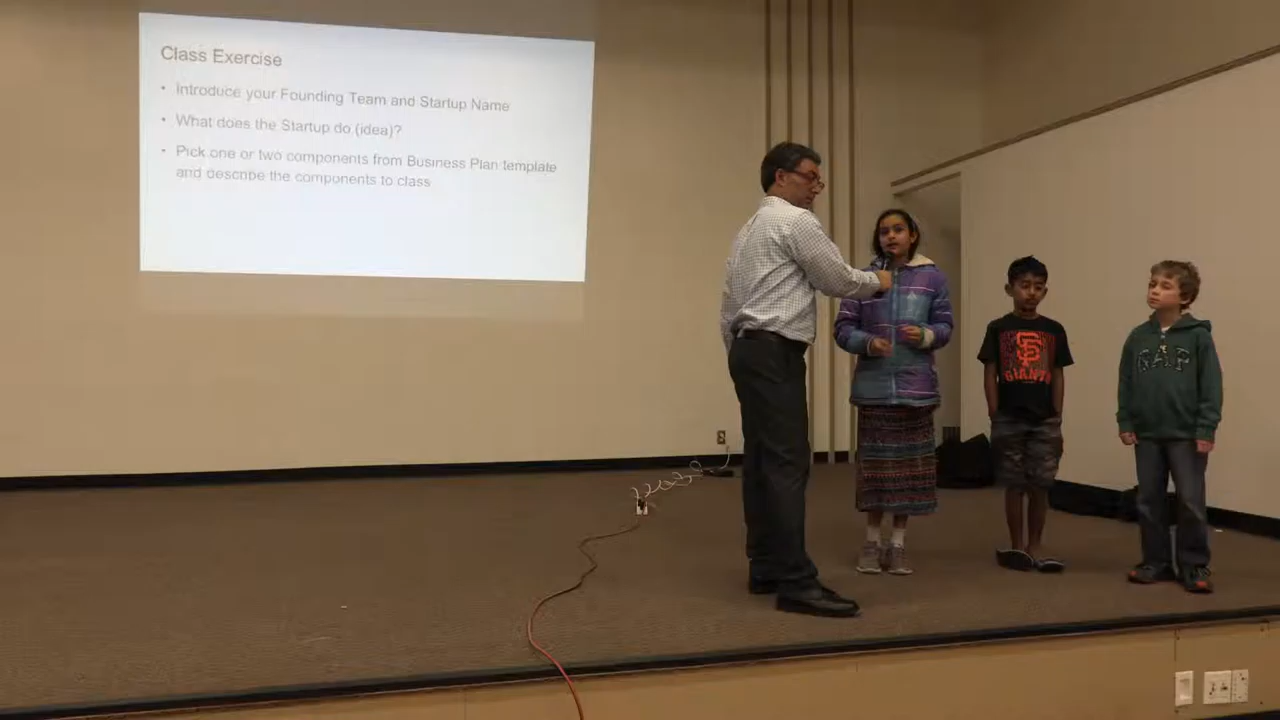 Class Exercise
• Introduce your Founding Team and Startup Name
• What does the Startup do (idea)?
• Pick one or two components from Business Plan template
and describe the components to class
SF
GIANTS
GAP